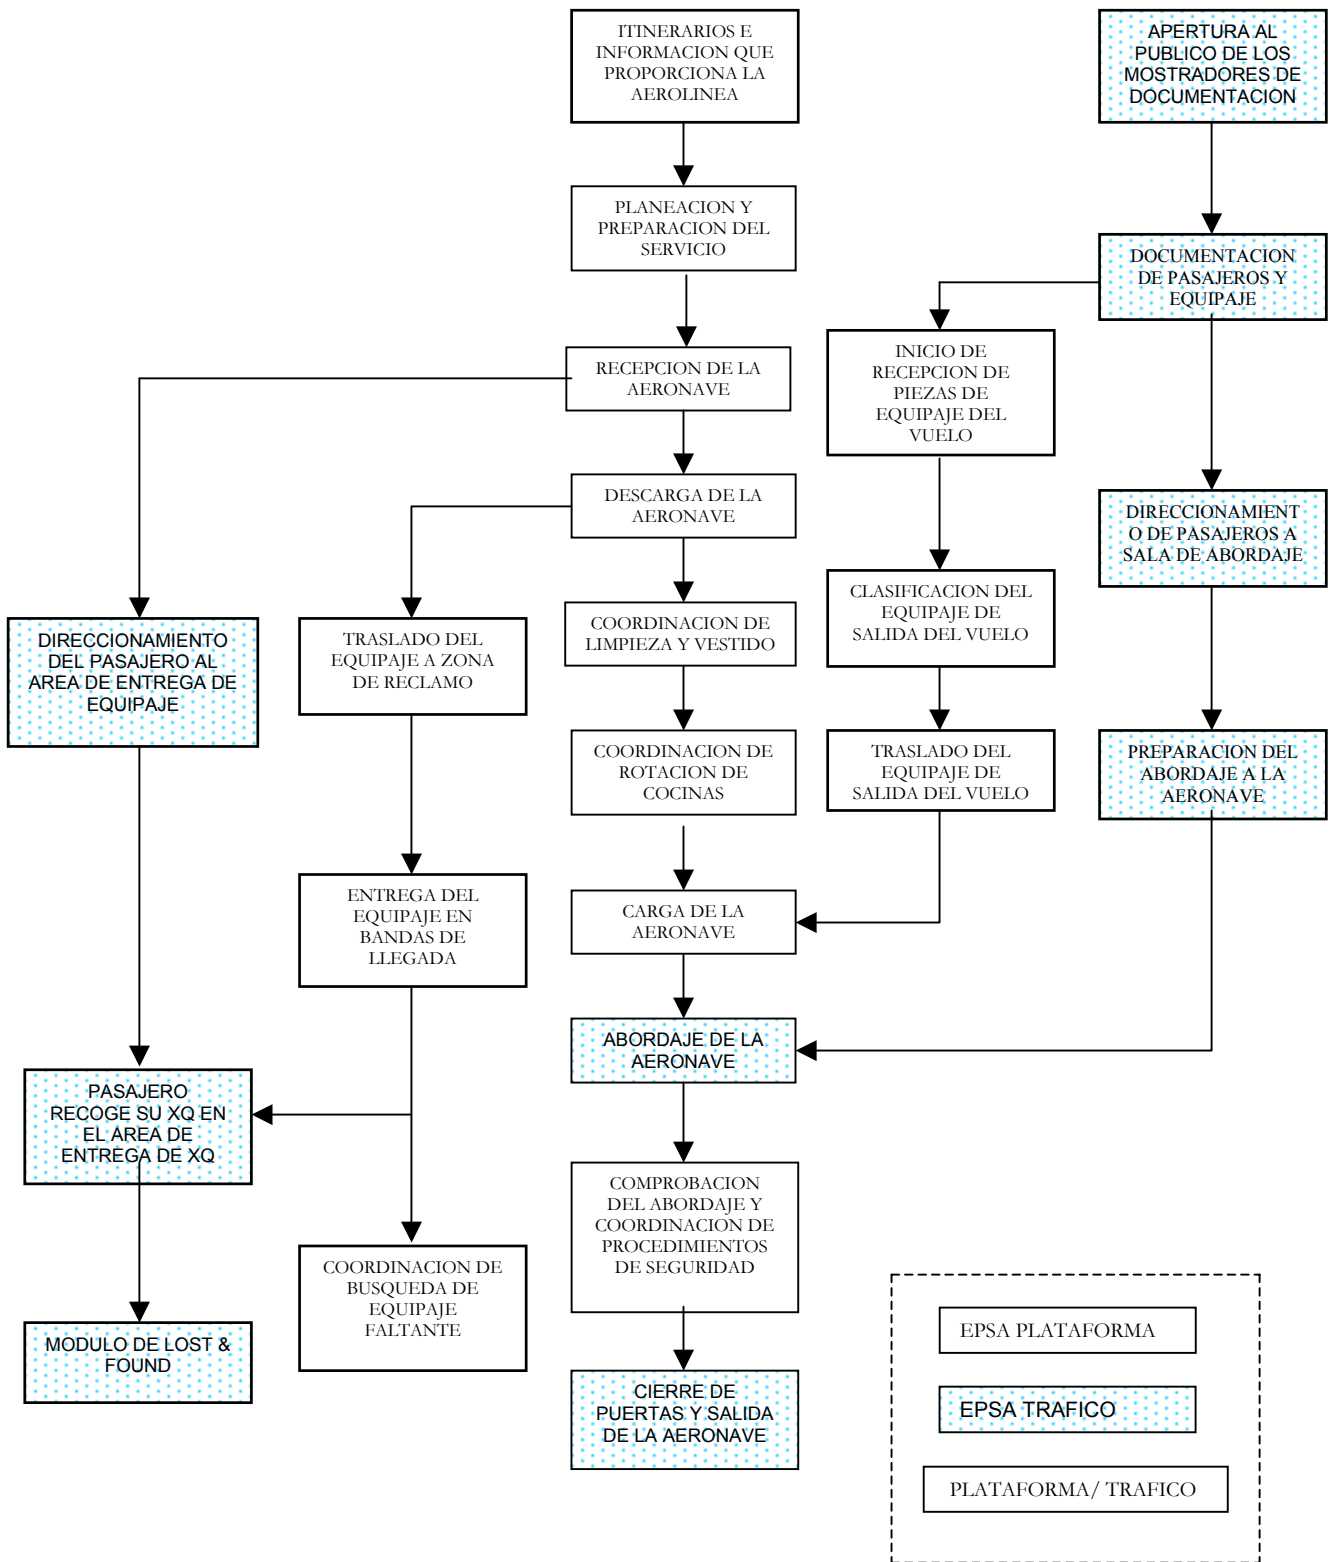 ITINERARIOS E
INFORMACION QUE
PROPORCIONA LA
AEROLINEA
APERTURA AL
PUBLICO DE LOS
MOSTRADORES DE
DOCUMENTACION
PLANEACION Y
PREPARACION DEL
SERVICIO
DOCUMENTACION
DE PASAJEROS Y
EQUIPAJE
RECEPCION DE LA
AERONAVE
INICIO DE
RECEPCION DE
PIEZAS DE
EQUIPAJE DEL
VUELO
DESCARGA DE LA
AERONAVE
DIRECCIONAMIENT
O DE PASAJEROS A
SALA DE ABORDAJE
DIRECCIONAMIENTO
DEL PASAJERO AL
AREA DE ENTREGA DE
EQUIPAJE
TRASLADO DEL
EQUIPAJE A ZONA
DE RECLAMO
COORDINACION DE
LIMPIEZA Y VESTIDO
CLASIFICACION DEL
EQUIPAJE DE
SALIDA DEL VUELO
COORDINACION DE
ROTACION DE
COCINAS
TRASLADO DEL
EQUIPAJE DE
SALIDA DEL VUELO
PREPARACION DEL
ABORDAJE A LA
AERONAVE
ENTREGA DEL
EQUIPAJE EN
BANDAS DE
LLEGADA
CARGA DE LA
AERONAVE
ABORDAJE DE LA
AERONAVE
PASAJERO
RECOGE SU XQ EN
EL AREA DE
ENTREGA DE XQ
COMPROBACION
DEL ABORDAJE Y
COORDINACION DE
PROCEDIMIENTOS
DE SEGURIDAD
COORDINACION DE
BUSQUEDA DE
EQUIPAJE
FALTANTE
MODULO DE LOST &
FOUND
CIERRE DE
PUERTAS Y SALIDA
DE LA AERONAVE
EPSA PLATAFORMA
EPSA TRAFICO
PLATAFORMA/ TRAFICO